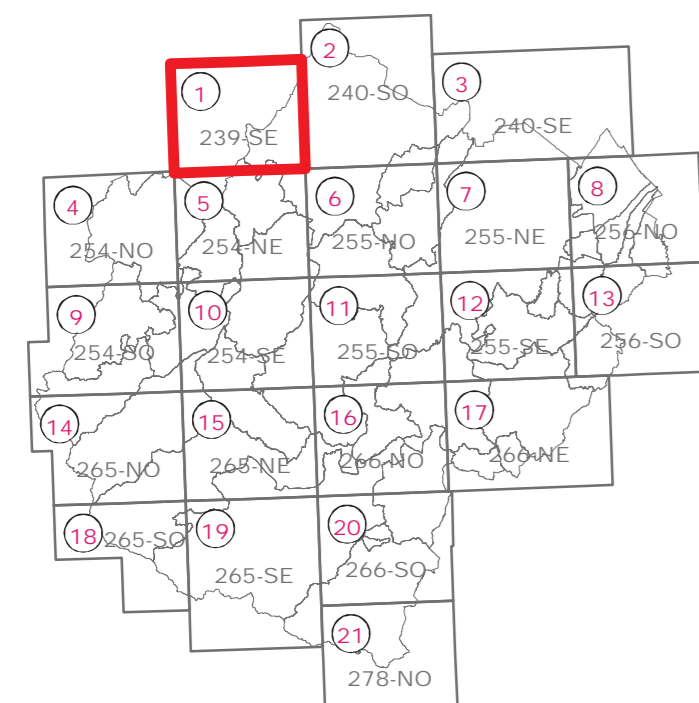 1
239-SE
2
240-SO
3
240-SE
4
254-NO
5
254-NE
6
255-NO
7
255-NE
8
256-NO
9
254-SO
10
254-SE
11
255-SO
12
255-SE
13
256-SO
14
265-NO
15
265-NE
16
266-NO
17
266-NE
18
265-SO
19
265-SE
20
266-SO
21
278-NO